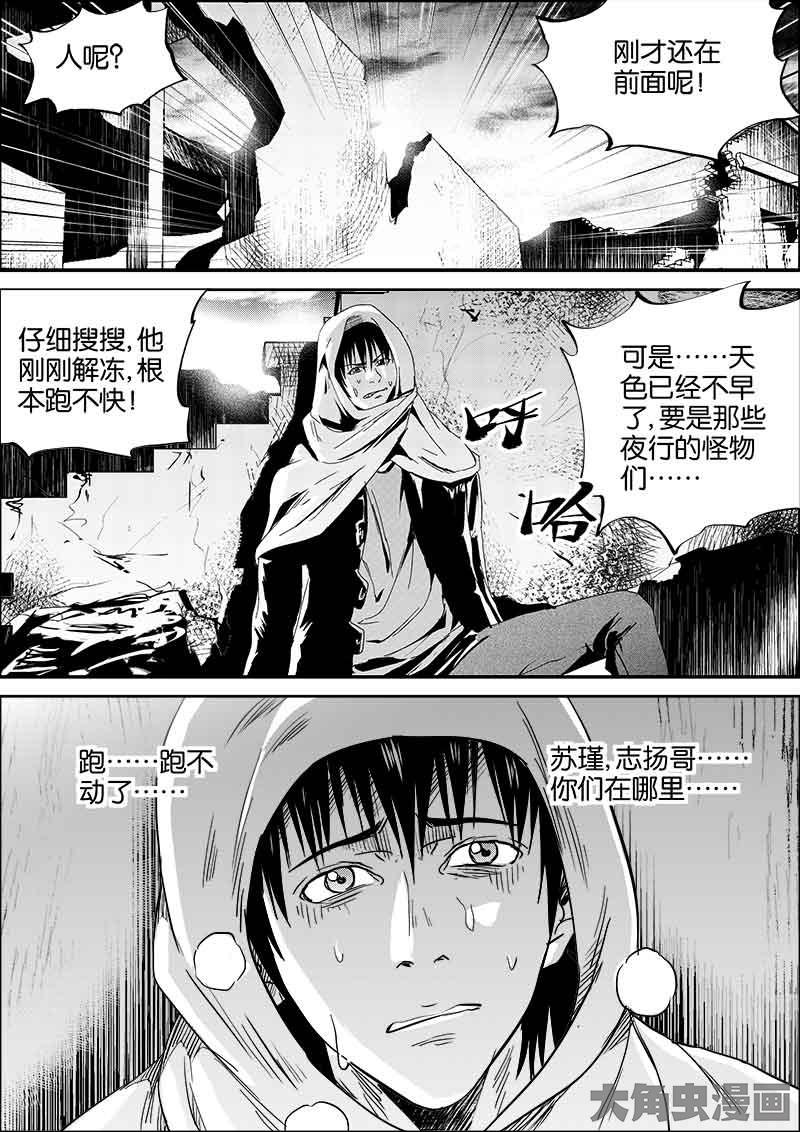 人呢？
刚才还在
前面呢！
仔细搜搜，他
刚刚解冻，根
本跑不快！
可是……天
色已经不早
了，要是那些
夜行的怪物
们……
呀
哈
跑……跑不
动了……
苏瑾，志扬哥……
你们在哪里……
大角虫漫画